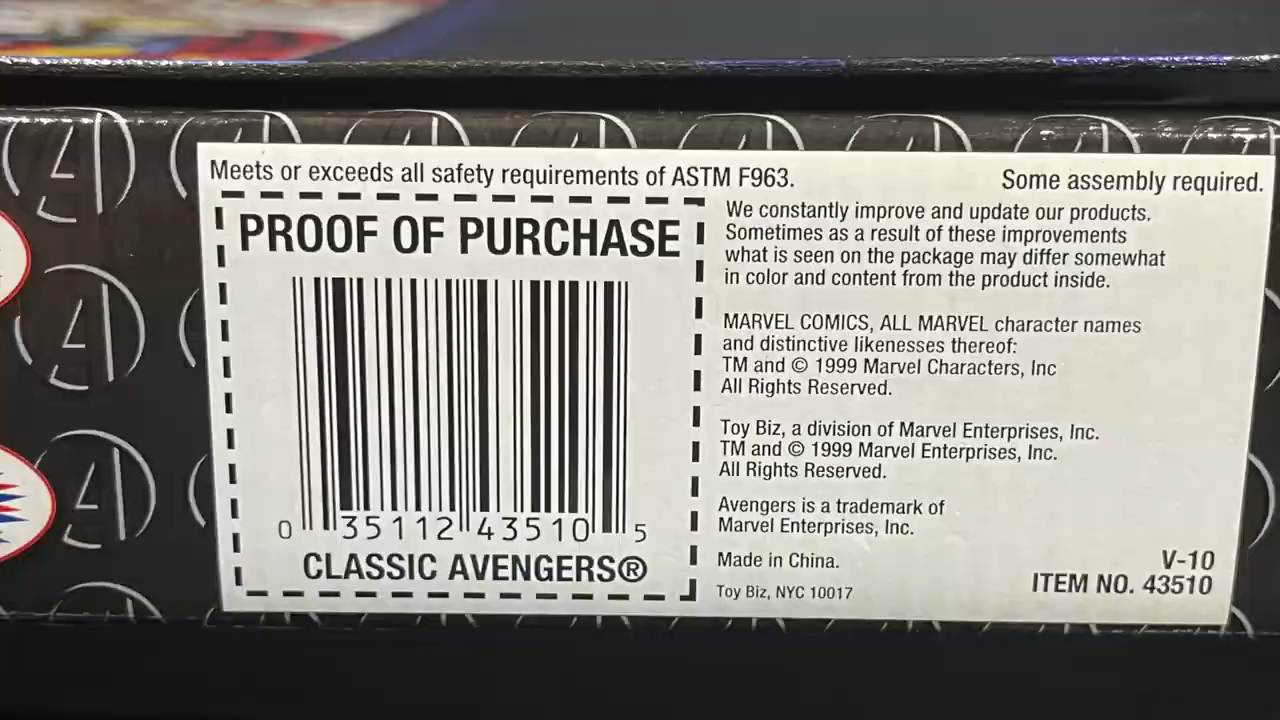 Meets or exceeds all safety requirements of ASTM F963.
Some assembly required.
PROOF OF PURCHASE
0 35112 43510 5
CLASSIC AVENGERS®
We constantly improve and update our products.
Sometimes as a result of these improvements
what is seen on the package may differ somewhat
in color and content from the product inside.
MARVEL COMICS, ALL MARVEL character names
and distinctive likenesses thereof:
TM and © 1999 Marvel Characters, Inc
All Rights Reserved.
Toy Biz, a division of Marvel Enterprises, Inc.
TM and © 1999 Marvel Enterprises, Inc.
All Rights Reserved.
Avengers is a trademark of
Marvel Enterprises, Inc.
Made in China.
Toy Biz, NYC 10017
V-10
ITEM NO. 43510